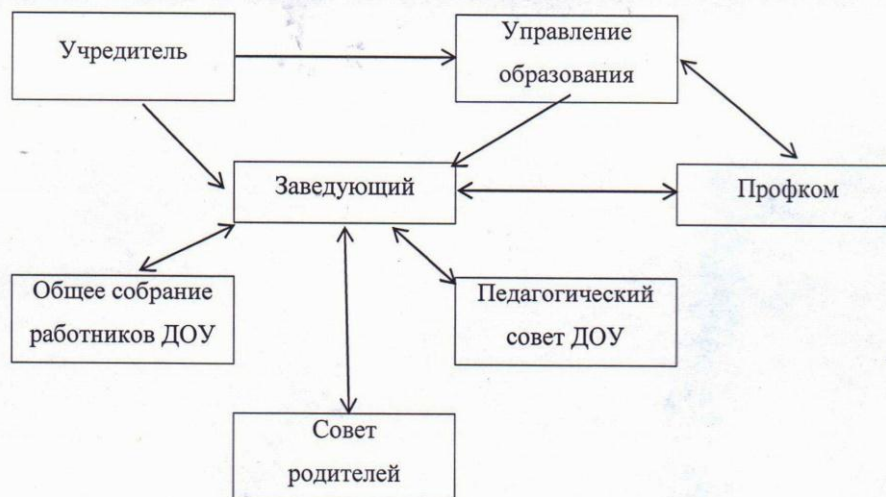 Учредитель
Управление
образования
Заведующий
Профком
Общее собрание
работников ДОУ
Педагогический
совет ДОУ
Совет
родителей